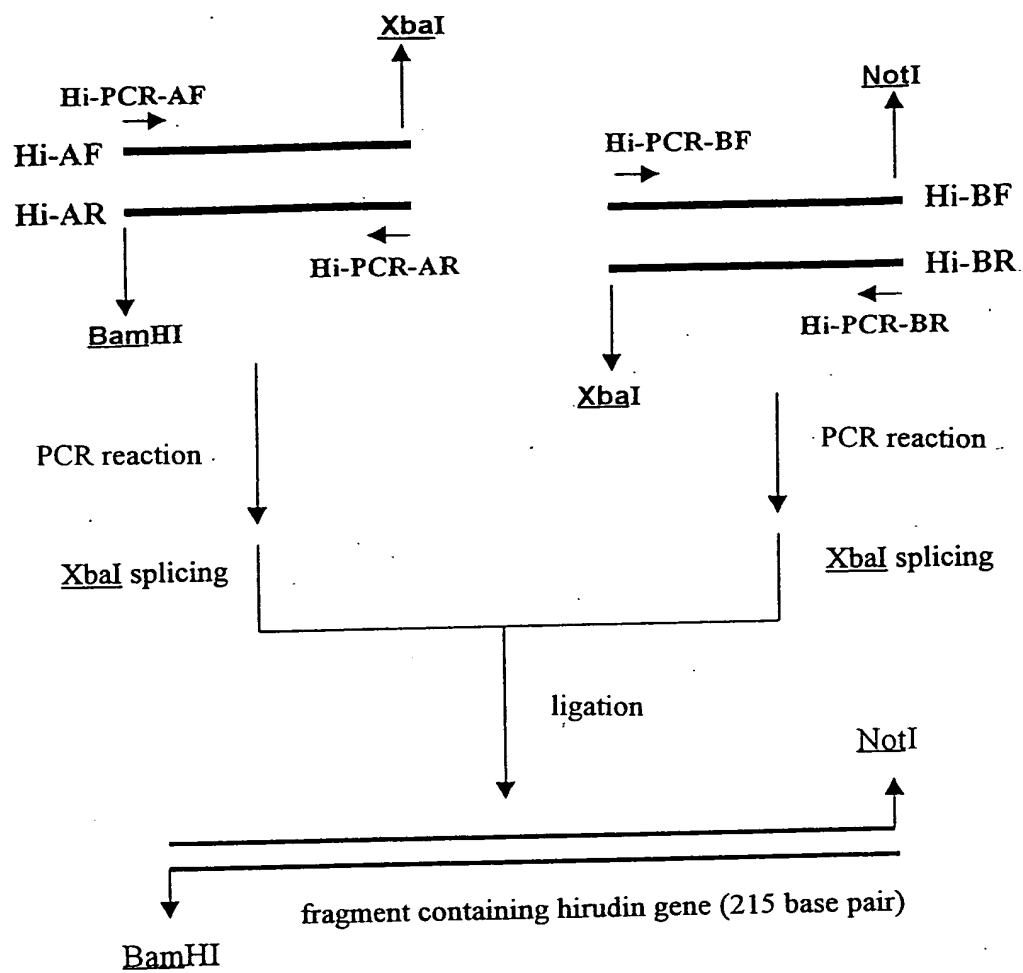 XbaI
Hi-PCR-AF
NotI
Hi-PCR-BF
Hi-AF
Hi-AR
Hi-BF
Hi-PCR-AR
Hi-BR
Hi-PCR-BR
BamHI
XbaI
PCR reaction
PCR reaction
XbaI splicing
XbaI splicing
ligation
NotI
fragment containing hirudin gene (215 base pair)
BamHI